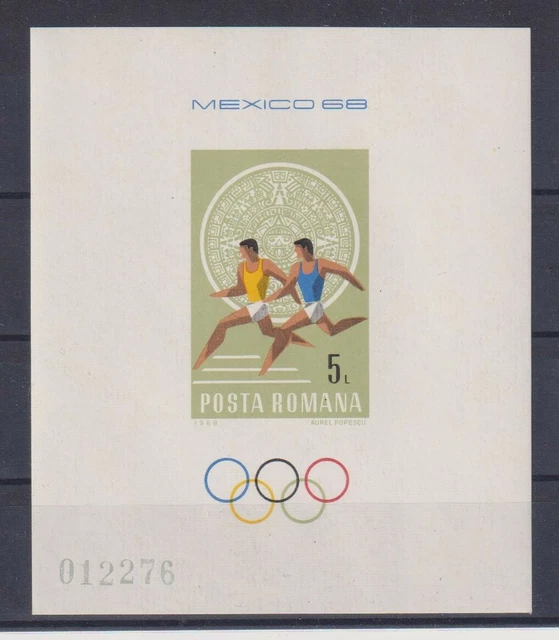 MEXICO 68
5L
POSTA ROMANA
1968 AUREL POPESCU
012276